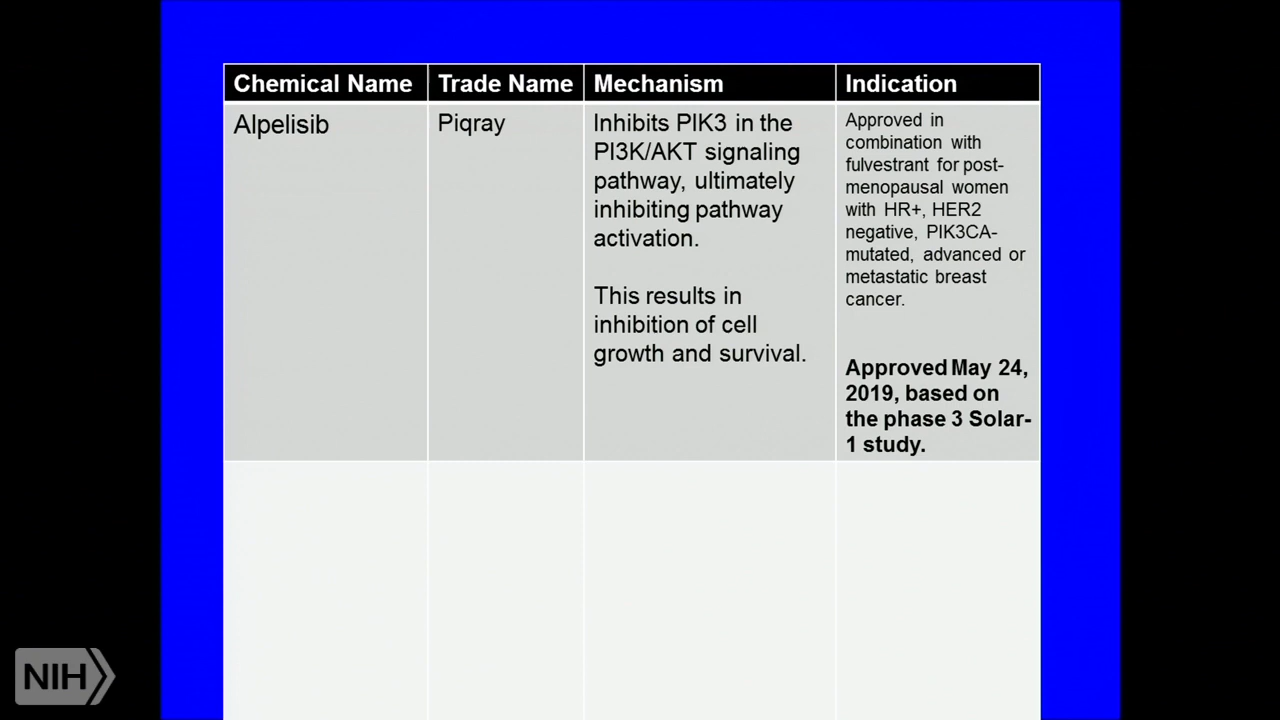 Chemical Name
Trade Name
Mechanism
Indication
Alpelisib
Piqray
Inhibits PIK3 in the
PI3K/AKT signaling
pathway, ultimately
inhibiting pathway
activation.
This results in
inhibition of cell
growth and survival.
Approved in
combination with
fulvestrant for post-
menopausal women
with HR+, HER2
negative, PIK3CA-
mutated, advanced or
metastatic breast
cancer.
Approved May 24,
2019, based on
the phase 3 Solar-
1 study.
NIH